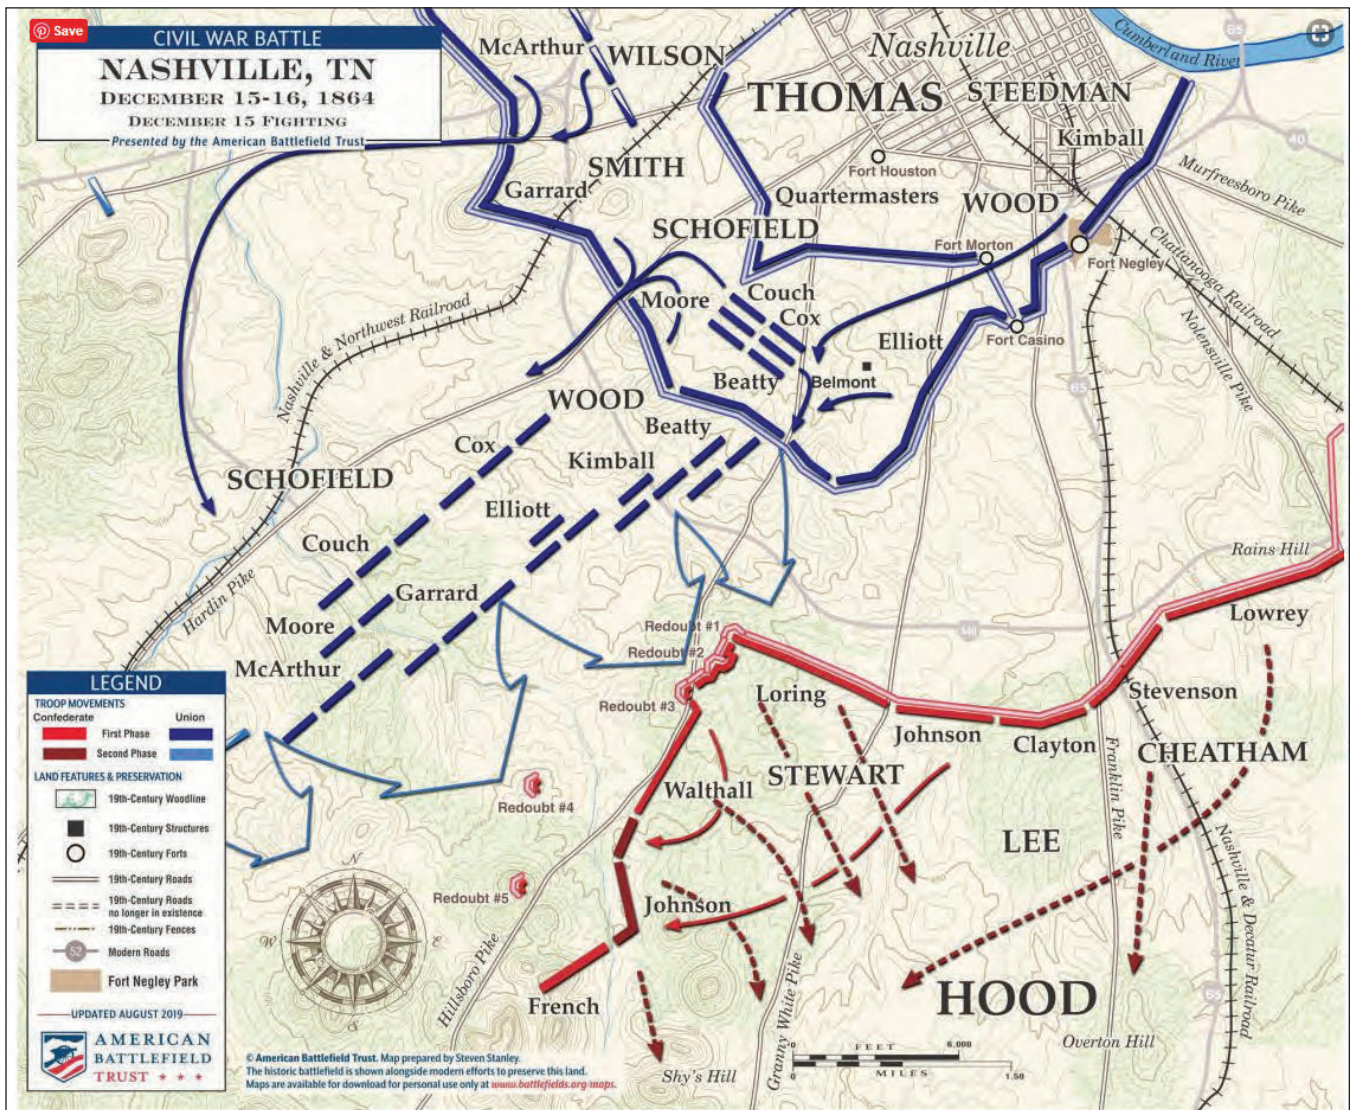 Save
CIVIL WAR BATTLE
NASHVILLE, TN
DECEMBER 15-16, 1864
DECEMBER 15 FIGHTING
Presented by the American Battlefield Trust
McArthur
WILSON
Nashville
Cumberland River
65
THOMAS
STEEDMAN
Kimball
40
SMITH
Fort Houston
Murfreesboro Pike
Garrard
Quartermasters
WOOD
SCHOFIELD
Fort Morton
Fort Negley
Chattanooga Railroad
Moore
Couch
Cox
Elliott
Fort Casino
Nolensville Pike
Nashville & Northwest Railroad
Beatty
Belmont
65
WOOD
Beatty
Cox
Kimball
SCHOFIELD
Elliott
Couch
Rains Hill
Hardin Pike
Garrard
Moore
Redoubt #1
Lowrey
McArthur
Redoubt #2
Redoubt #3
Loring
Stevenson
Johnson
Clayton
CHEATHAM
Franklin Pike
Walthall
STEWART
Redoubt #4
LEE
Nashville & Decatur Railroad
Redoubt #5
Johnson
Hillsboro Pike
French
Granny White Pike
HOOD
65
Overton Hill
Shy's Hill
N
W
E
S
LEGEND
TROOP MOVEMENTS
Confederate
Union
First Phase
Second Phase
LAND FEATURES & PRESERVATION
19th-Century Woodline
19th-Century Structures
19th-Century Forts
19th-Century Roads
19th-Century Roads
no longer in existence
19th-Century Fences
52
Modern Roads
Fort Negley Park
UPDATED AUGUST 2019
AMERICAN
BATTLEFIELD
TRUST
© American Battlefield Trust. Map prepared by Steven Stanley.
The historic battlefield is shown alongside modern efforts to preserve this land.
Maps are available for download for personal use only at www.battlefields.org/maps.
0
FEET
6,000
0
MILES
1.50